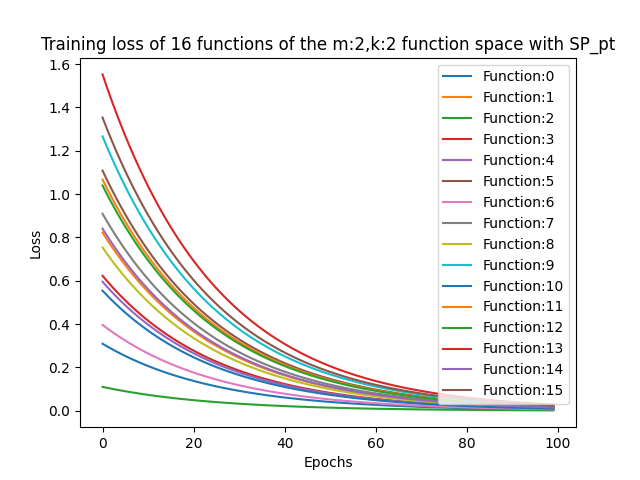 Training loss of 16 functions of the m:2,k:2 function space with SP_pt
1.6
1.4
1.2
1.0
0.8
0.6
0.4
0.2
0.0
Loss
0
20
40
60
80
100
Epochs
Function:0
Function:1
Function:2
Function:3
Function:4
Function:5
Function:6
Function:7
Function:8
Function:9
Function:10
Function:11
Function:12
Function:13
Function:14
Function:15